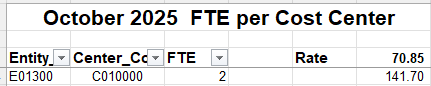 October 2025 FTE per Cost Center
Entity_ Center_Co FTE Rate 70.85
E01300 C010000 2 141.70